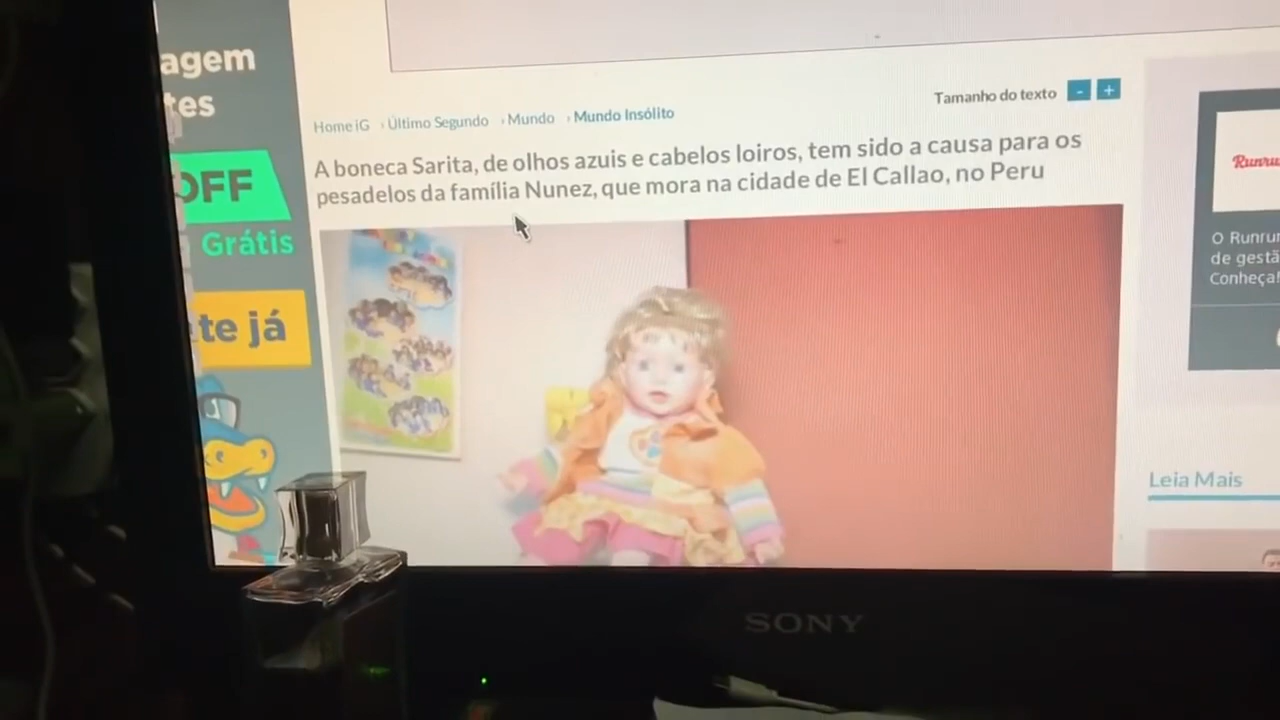 agem
tes
OFF
Grátis
te já
Tamanho do texto - +
Home iG › Último Segundo › Mundo › Mundo Insólito
A boneca Sarita, de olhos azuis e cabelos loiros, tem sido a causa para os
pesadelos da família Nunez, que mora na cidade de El Callao, no Peru
Runru
O Runrur
de gestã
Conheça!
Leia Mais
SONY